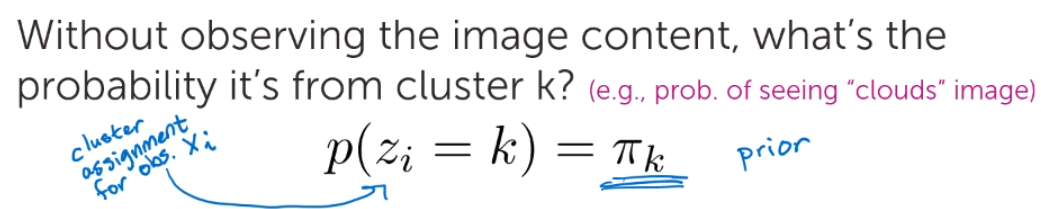 Without observing the image content, what's the
probability it's from cluster k? (e.g., prob. of seeing "clouds" image)
cluster
assignment
for obs. xᵢ
p(zᵢ = k) = πₖ
prior